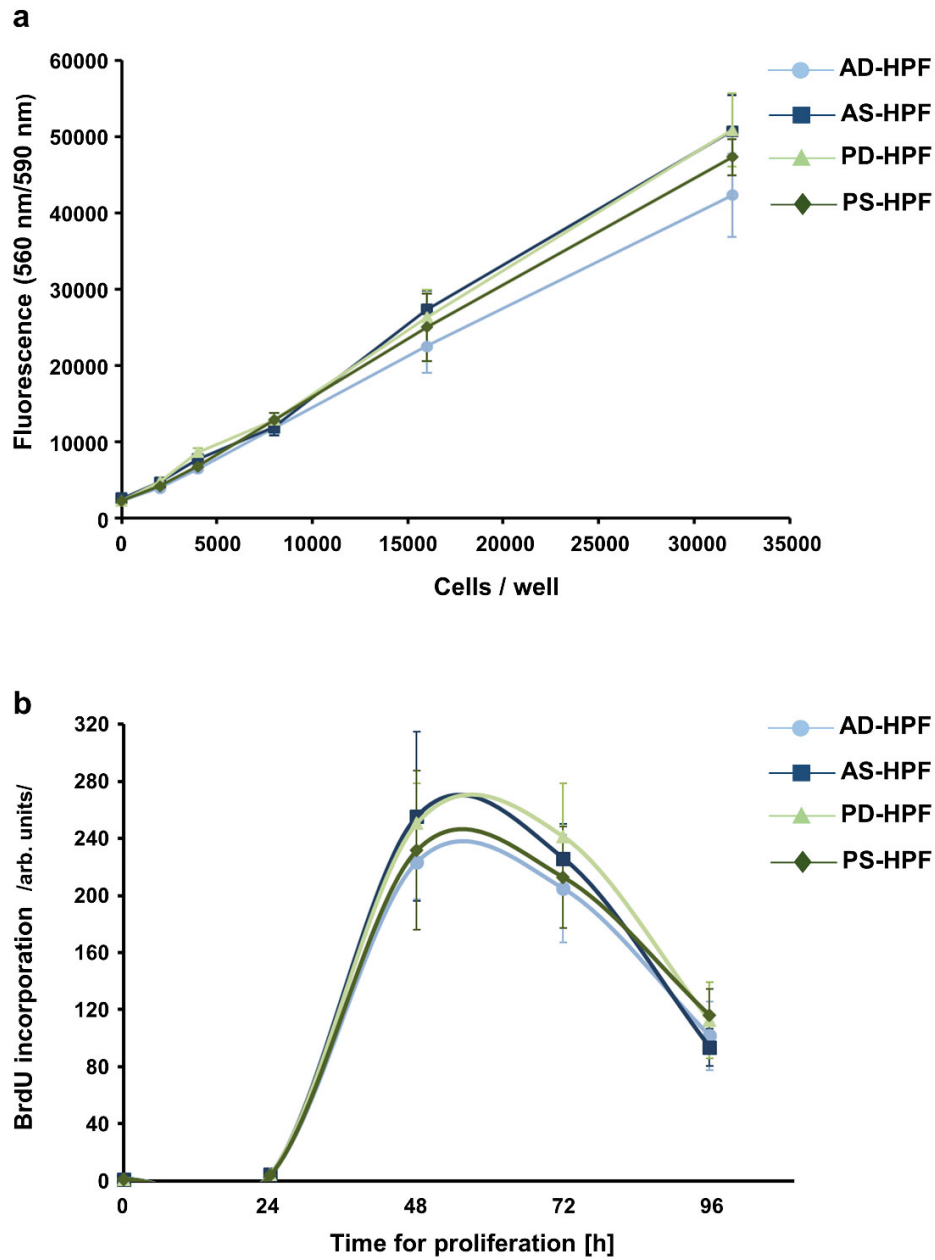 a
60000
50000
40000
30000
20000
10000
0
Fluorescence (560 nm/590 nm)
0 5000 10000 15000 20000 25000 30000 35000
Cells / well
AD-HPF
AS-HPF
PD-HPF
PS-HPF
b
320
280
240
200
160
120
80
40
0
BrdU incorporation /arb. units/
0 24 48 72 96
Time for proliferation [h]
AD-HPF
AS-HPF
PD-HPF
PS-HPF